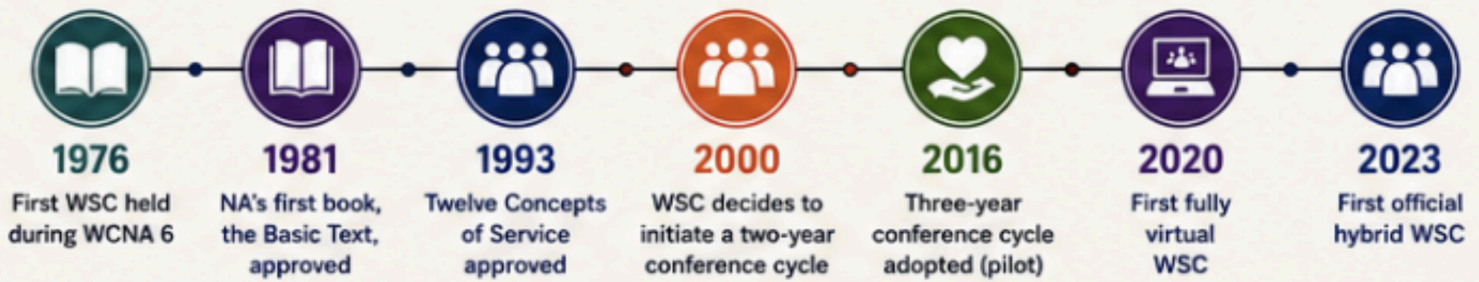 1976
First WSC held
during WCNA 6
1981
NA's first book,
the Basic Text,
approved
1993
Twelve Concepts
of Service
approved
2000
WSC decides to
initiate a two-year
conference cycle
2016
Three-year
conference cycle
adopted (pilot)
2020
First fully
virtual
WSC
2023
First official
hybrid WSC